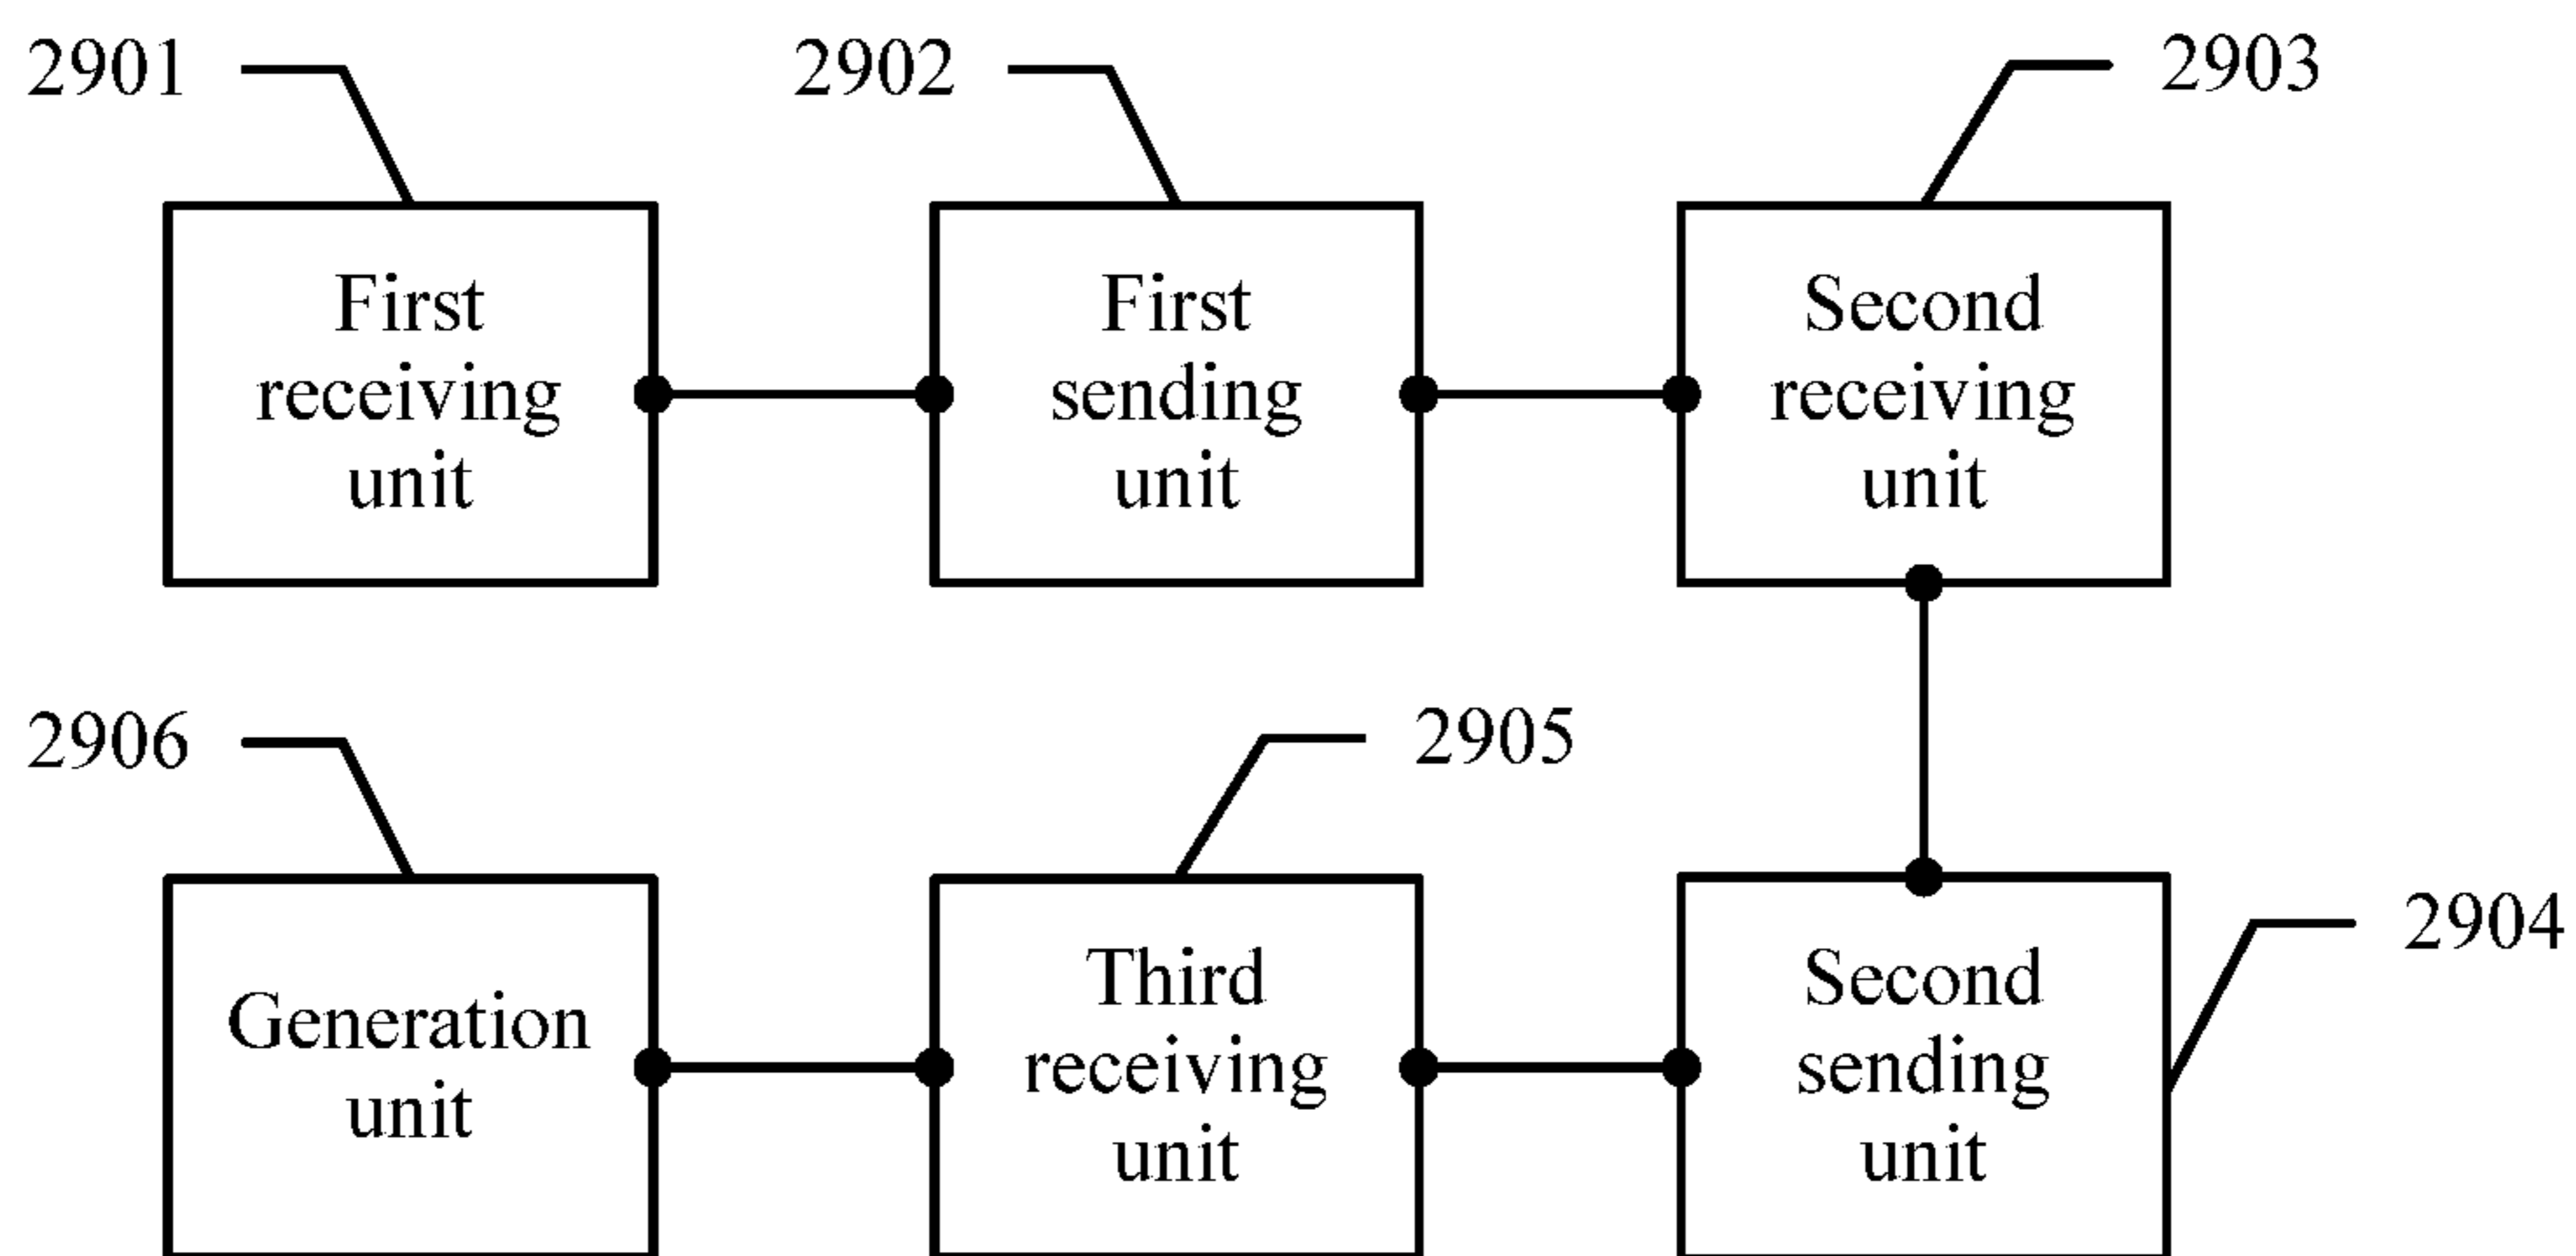 2901
2902
2903
First
receiving
unit
First
sending
unit
Second
receiving
unit
2906
2905
2904
Generation
unit
Third
receiving
unit
Second
sending
unit